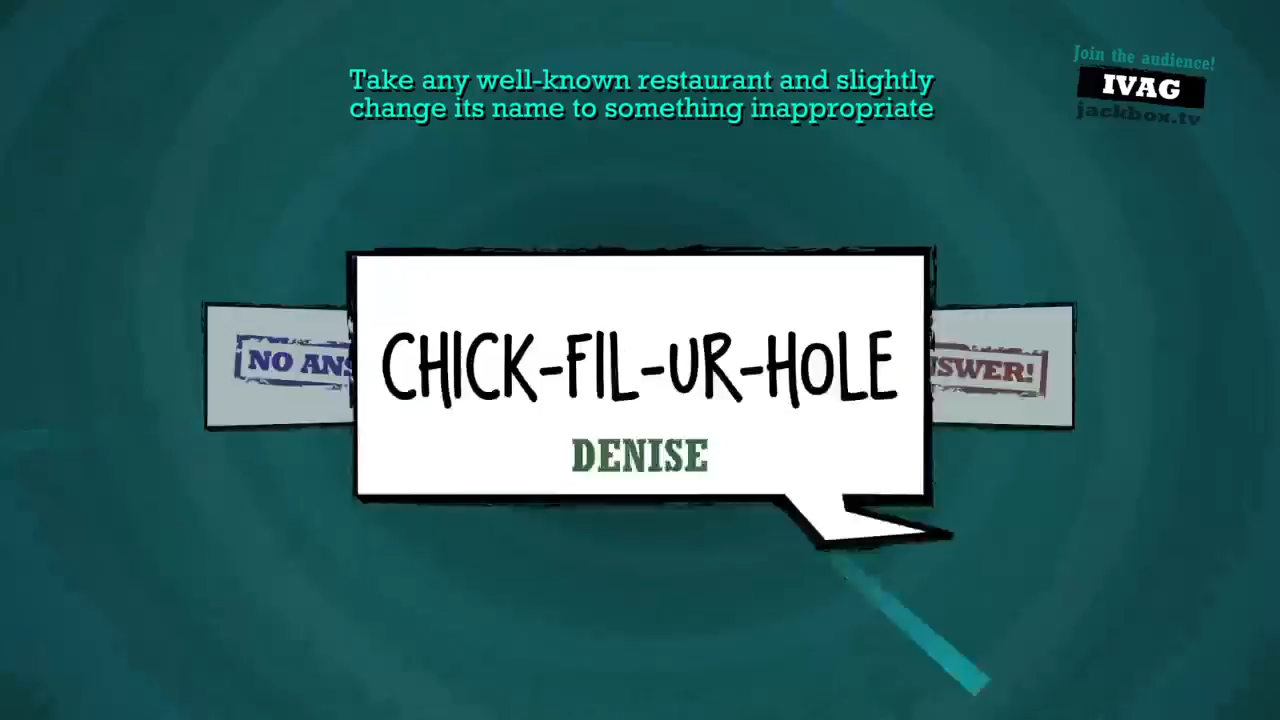 Join the audience!
IVAG
jackbox.tv
Take any well-known restaurant and slightly
change its name to something inappropriate
NO ANS
CHICK-FIL-UR-HOLE
SWER!
DENISE